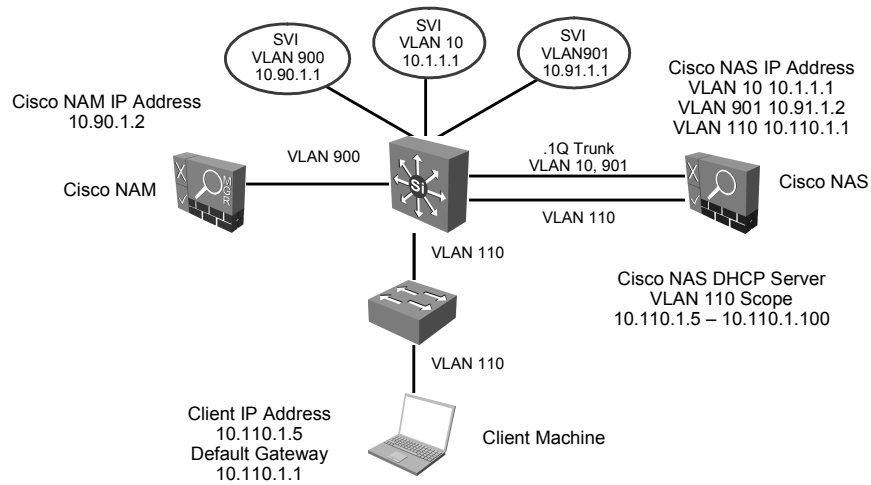 SVI
VLAN 900
10.90.1.1
SVI
VLAN 10
10.1.1.1
SVI
VLAN901
10.91.1.1
Cisco NAM IP Address
10.90.1.2
Cisco NAS IP Address
VLAN 10 10.1.1.1
VLAN 901 10.91.1.2
VLAN 110 10.110.1.1
VLAN 900
.1Q Trunk
VLAN 10, 901
Cisco NAM
MGR
Si
Cisco NAS
VLAN 110
VLAN 110
Cisco NAS DHCP Server
VLAN 110 Scope
10.110.1.5 – 10.110.1.100
VLAN 110
Client IP Address
10.110.1.5
Default Gateway
10.110.1.1
Client Machine